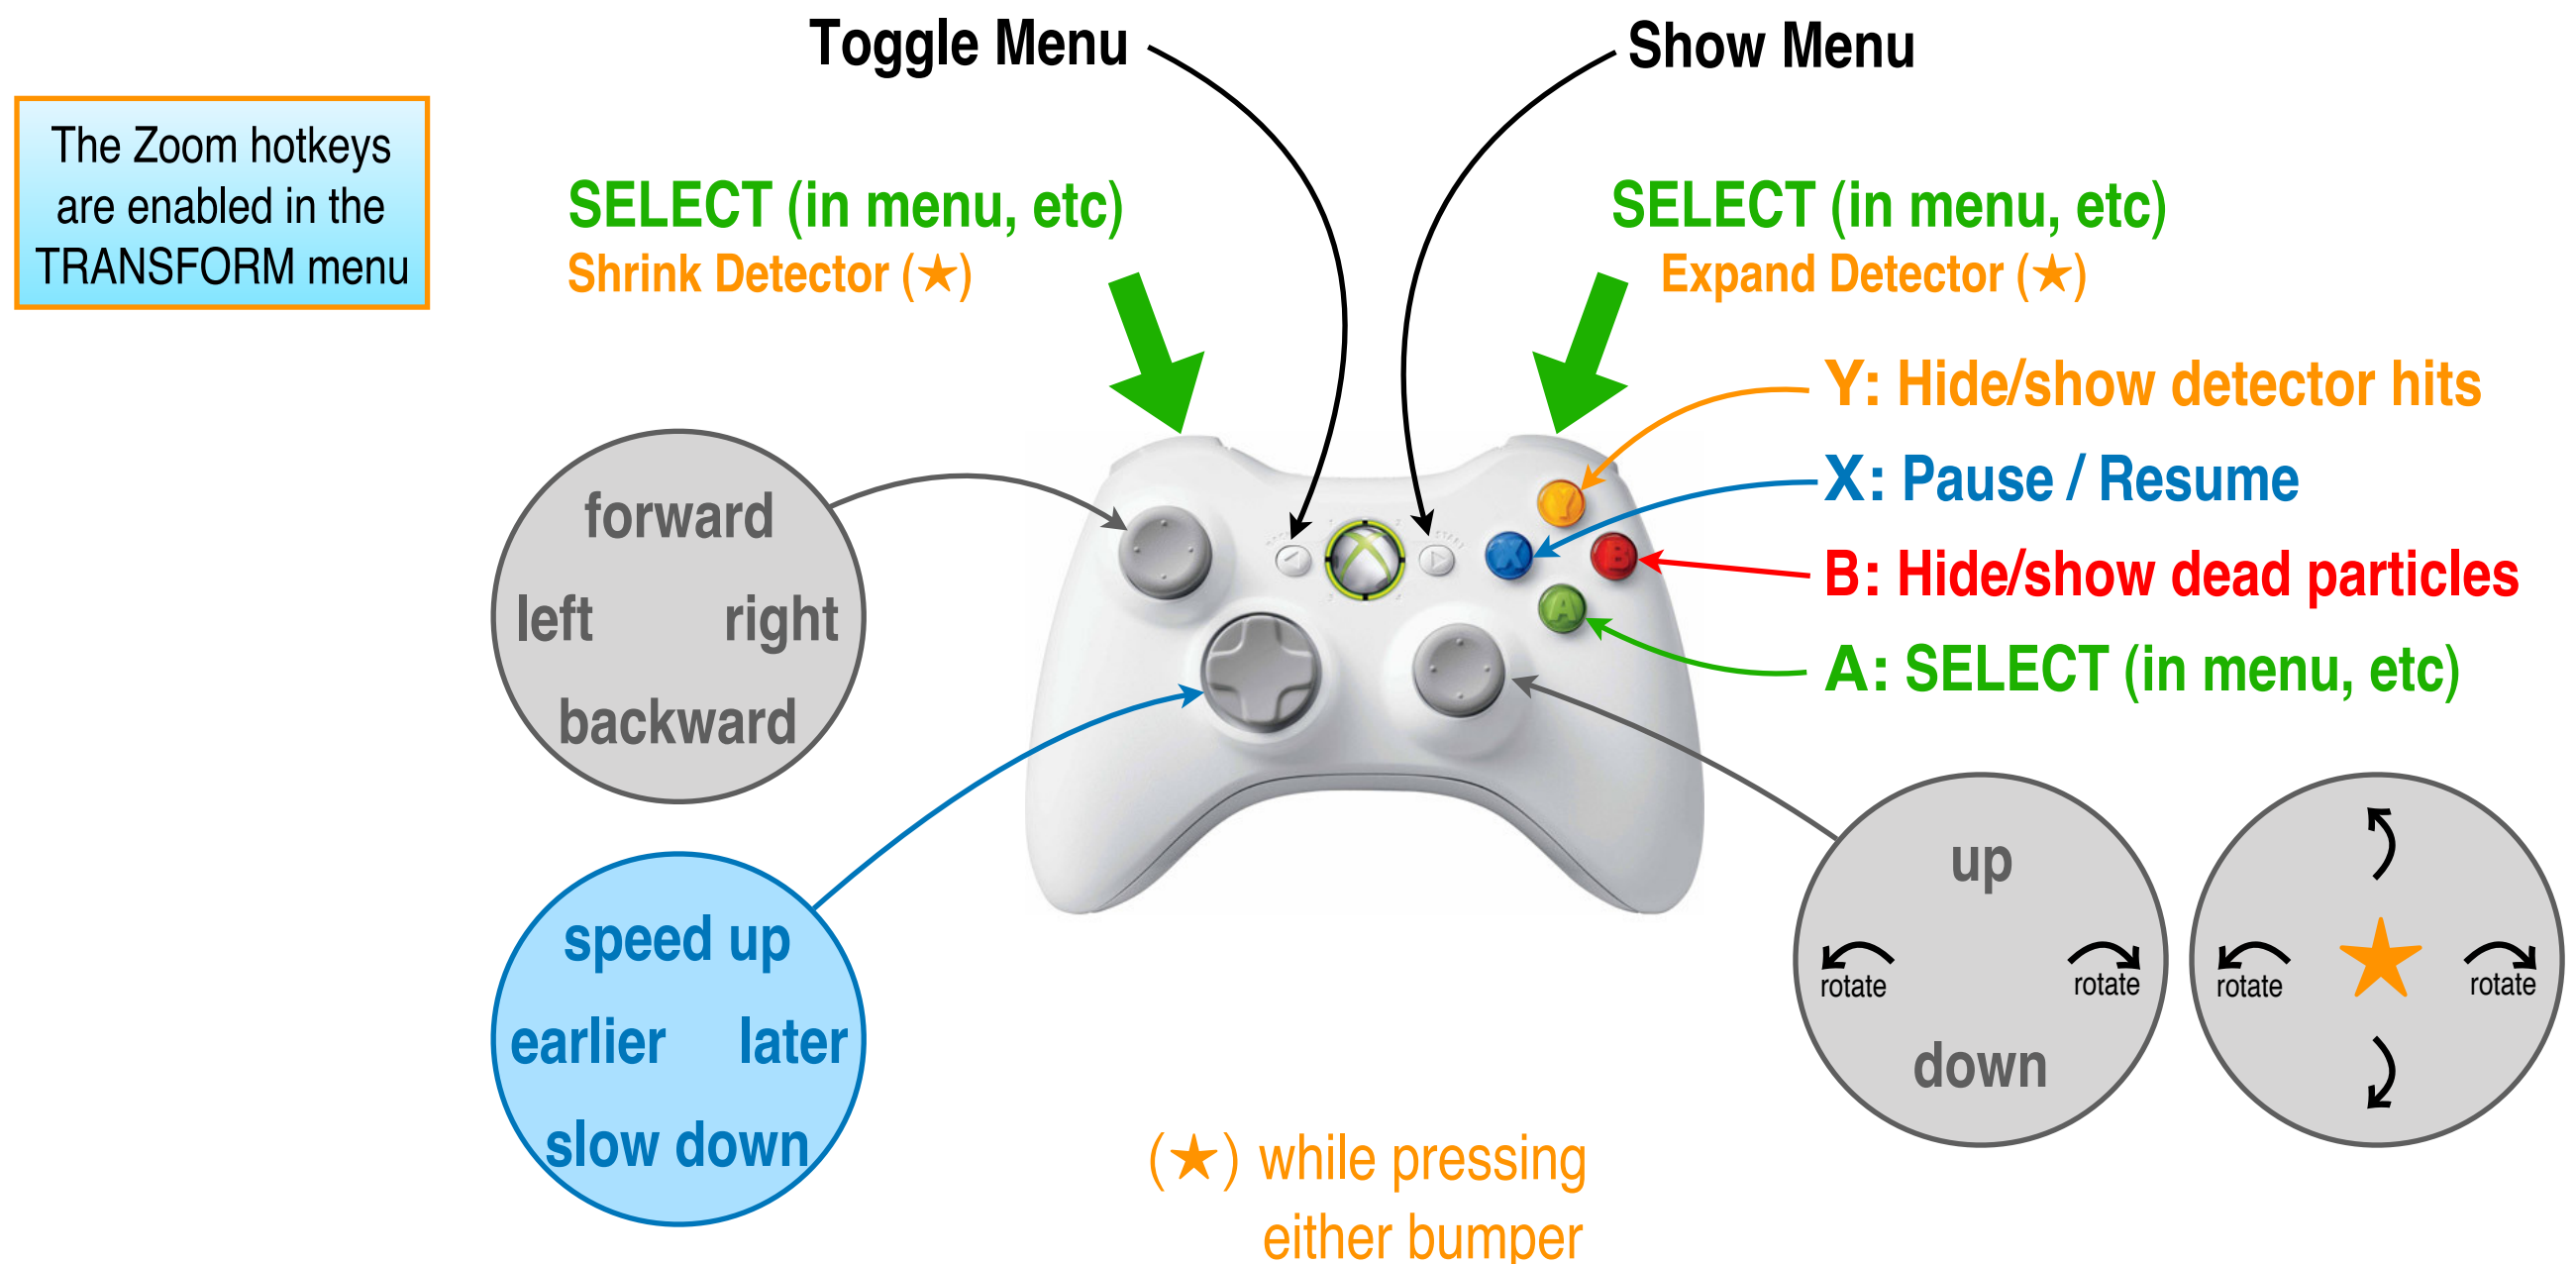 Toggle Menu
Show Menu
The Zoom hotkeys
are enabled in the
TRANSFORM menu
SELECT (in menu, etc)
Shrink Detector (★)
SELECT (in menu, etc)
Expand Detector (★)
Y: Hide/show detector hits
X: Pause / Resume
B: Hide/show dead particles
A: SELECT (in menu, etc)
forward
left right
backward
START
Y
X
B
A
speed up
earlier later
slow down
up
rotate rotate
down
rotate rotate
(★) while pressing
either bumper